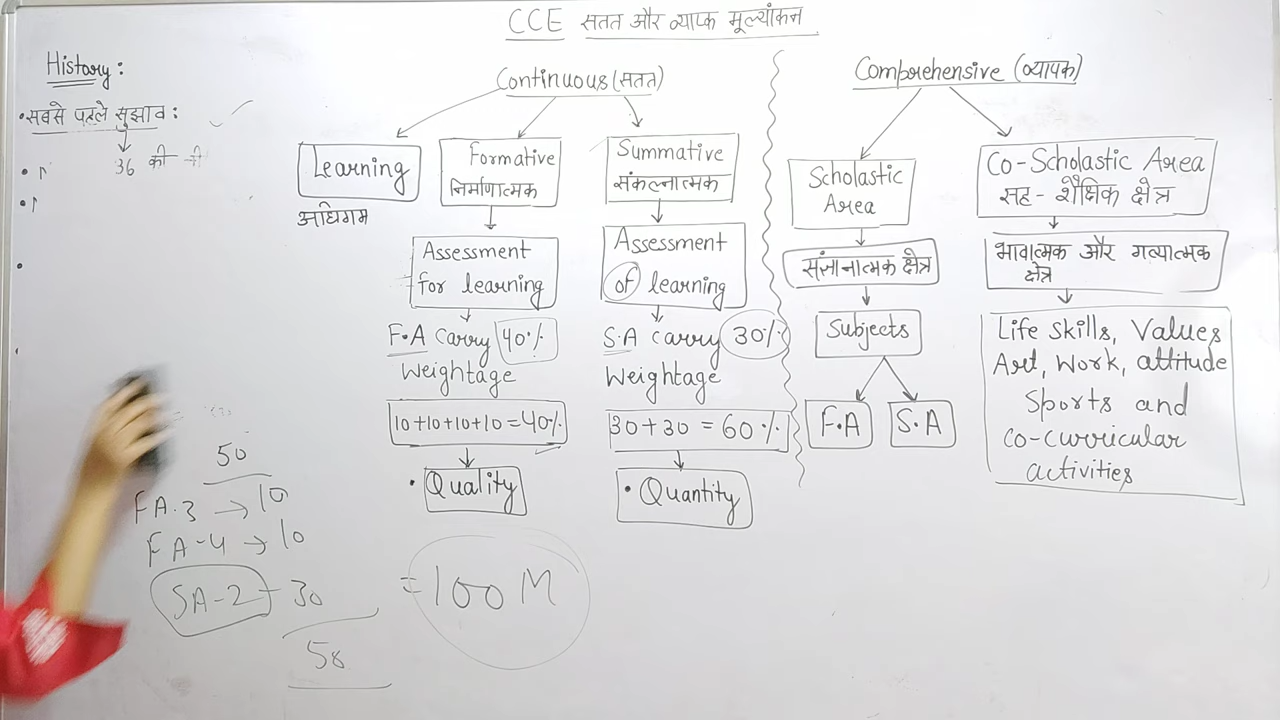 CCE सतत और व्यापक मूल्यांकन
History:
•सबसे पहले सुझाव:
36 की
Continuous (सतत)
Learning
अधिगम
Formative
निर्माणात्मक
Assessment
for learning
F.A carry 40%
Weightage
10+10+10+10=40%
• Quality
Summative
संकलनात्मक
Assessment
of learning
S.A carry 30%
Weightage
30+30=60%
• Quantity
Comprehensive (व्यापक)
Scholastic
Area
संज्ञानात्मक क्षेत्र
Subjects
F.A
S.A
Co-Scholastic Area
सह-शैक्षिक क्षेत्र
भावात्मक और गत्यात्मक
क्षेत्र
Life skills, Values
Art, Work, attitude
Sports and
co-curricular
activities
50
FA-3 → 10
FA-4 → 10
SA-2 - 30
=100 M